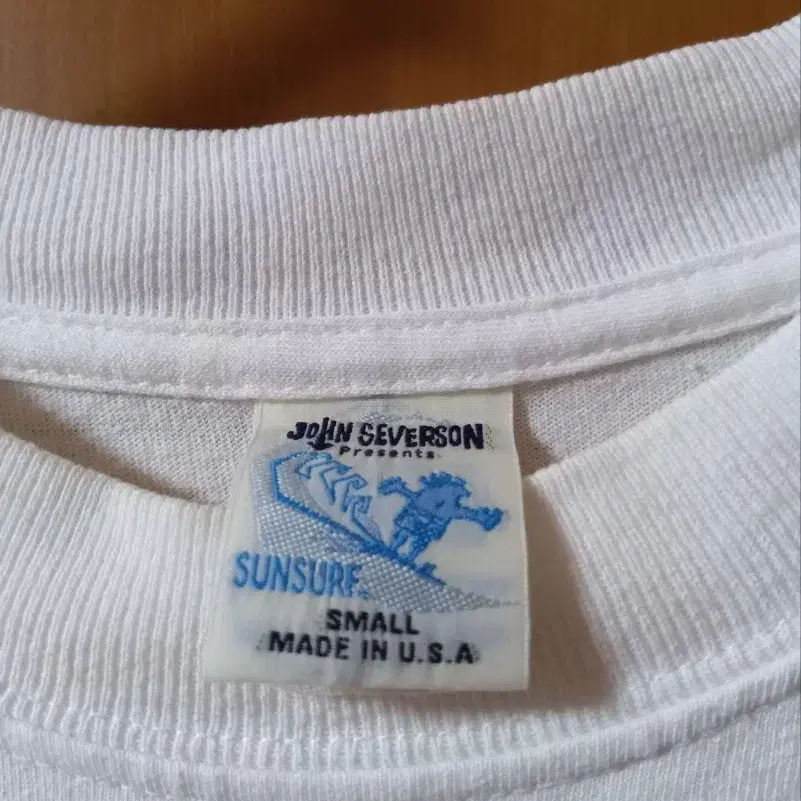 JOHN SEVERSON
Presents
SUNSURF
SMALL
MADE IN U.S.A